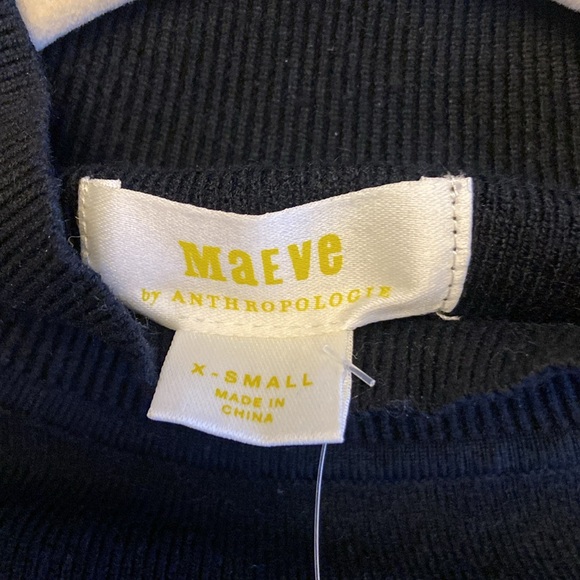 MaEVe
by ANTHROPOLOGIE
X-SMALL
MADE IN
CHINA